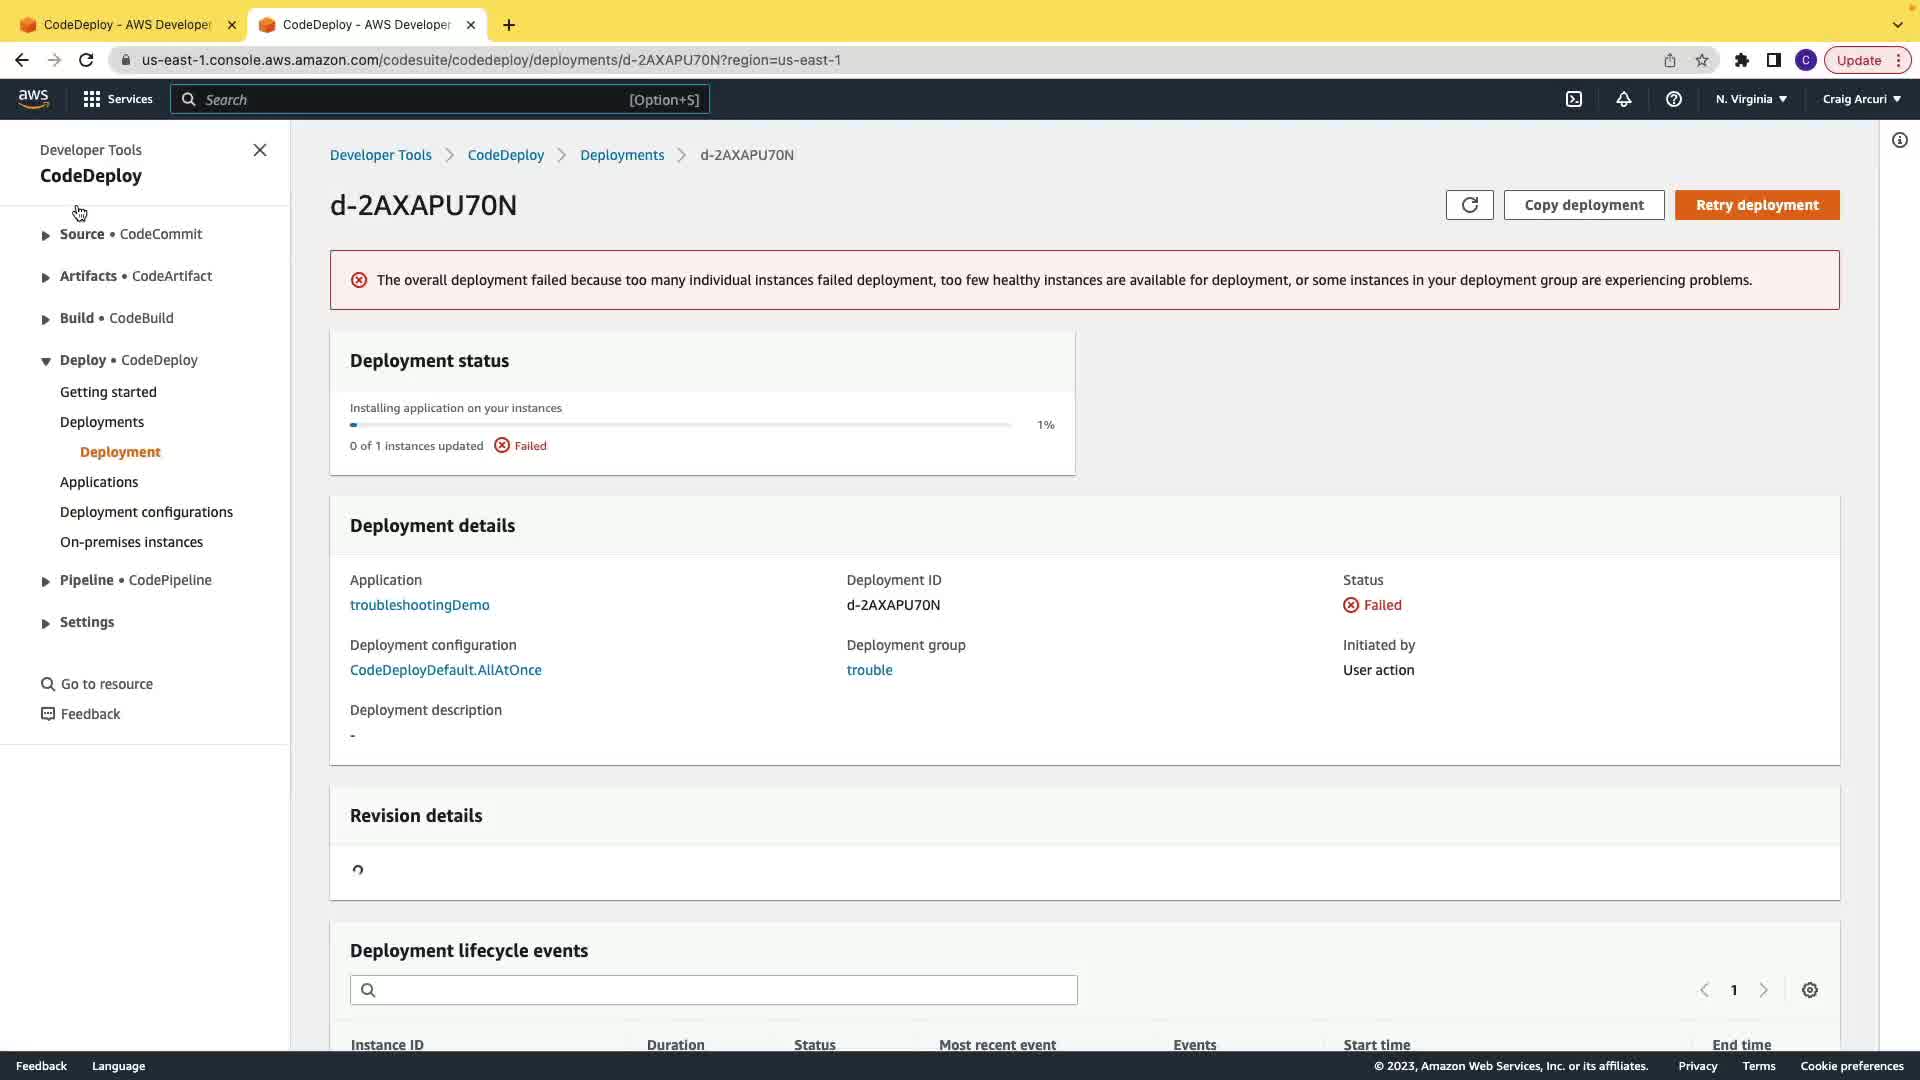 CodeDeploy - AWS Developer
CodeDeploy - AWS Developer
us-east-1.console.aws.amazon.com/codesuite/codedeploy/deployments/d-2AXAPU70N?region=us-east-1
C
Update
aws
Services
Search
[Option+S]
N. Virginia
Craig Arcuri
Developer Tools
CodeDeploy
Source • CodeCommit
Artifacts • CodeArtifact
Build • CodeBuild
Deploy • CodeDeploy
Getting started
Deployments
Deployment
Applications
Deployment configurations
On-premises instances
Pipeline • CodePipeline
Settings
Go to resource
Feedback
Developer Tools
CodeDeploy
Deployments
d-2AXAPU70N
d-2AXAPU70N
Copy deployment
Retry deployment
The overall deployment failed because too many individual instances failed deployment, too few healthy instances are available for deployment, or some instances in your deployment group are experiencing problems.
Deployment status
Installing application on your instances
1%
0 of 1 instances updated
Failed
Deployment details
Application
troubleshootingDemo
Deployment ID
d-2AXAPU70N
Status
Failed
Deployment configuration
CodeDeployDefault.AllAtOnce
Deployment group
trouble
Initiated by
User action
Deployment description
-
Revision details
Deployment lifecycle events
1
Instance ID
Duration
Status
Most recent event
Events
Start time
End time
Feedback
Language
© 2023, Amazon Web Services, Inc. or its affiliates.
Privacy
Terms
Cookie preferences